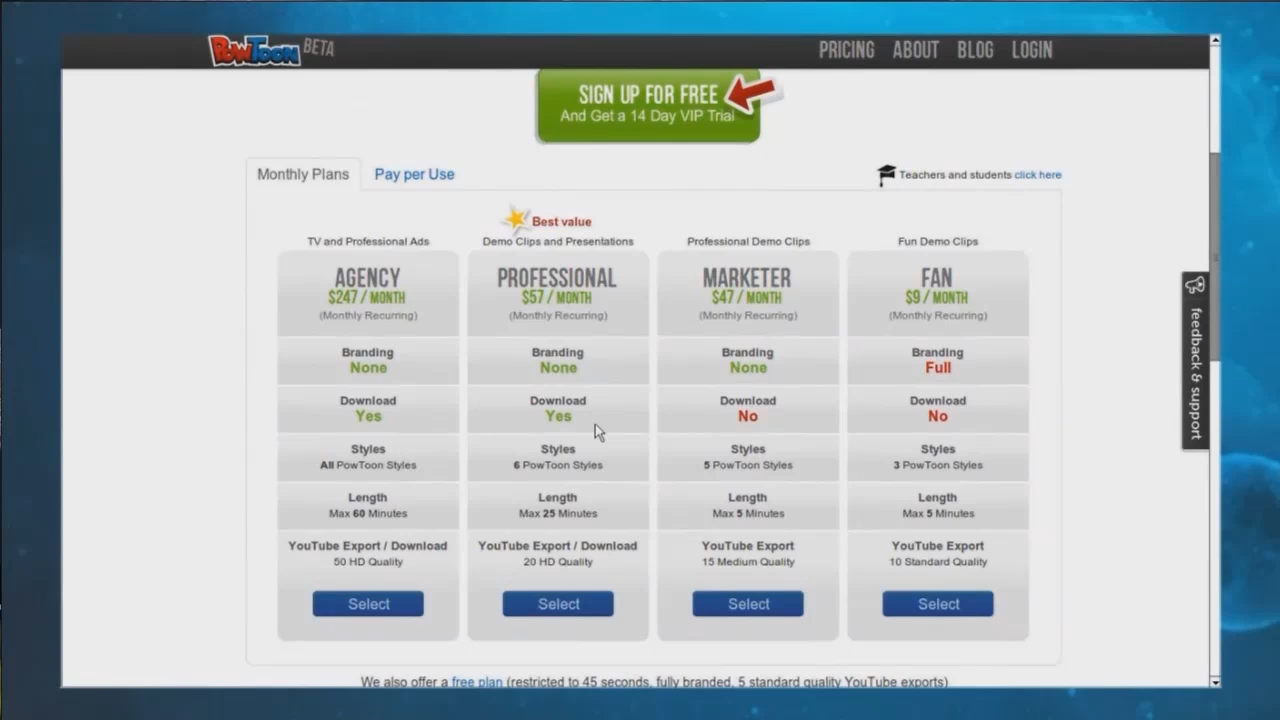 POWTOON BETA
PRICING ABOUT BLOG LOGIN
SIGN UP FOR FREE
And Get a 14 Day VIP Trial
Monthly Plans Pay per Use
Teachers and students click here
Best value
TV and Professional Ads Demo Clips and Presentations Professional Demo Clips Fun Demo Clips
AGENCY PROFESSIONAL MARKETER FAN
$247 / MONTH $57 / MONTH $47 / MONTH $9 / MONTH
(Monthly Recurring) (Monthly Recurring) (Monthly Recurring) (Monthly Recurring)
Branding Branding Branding Branding
None None None Full
Download Download Download Download
Yes Yes No No
Styles Styles Styles Styles
All PowToon Styles 6 PowToon Styles 5 PowToon Styles 3 PowToon Styles
Length Length Length Length
Max 60 Minutes Max 25 Minutes Max 5 Minutes Max 5 Minutes
YouTube Export / Download YouTube Export / Download YouTube Export YouTube Export
50 HD Quality 20 HD Quality 15 Medium Quality 10 Standard Quality
Select Select Select Select
We also offer a free plan (restricted to 45 seconds, fully branded, 5 standard quality YouTube exports)
feedback & support